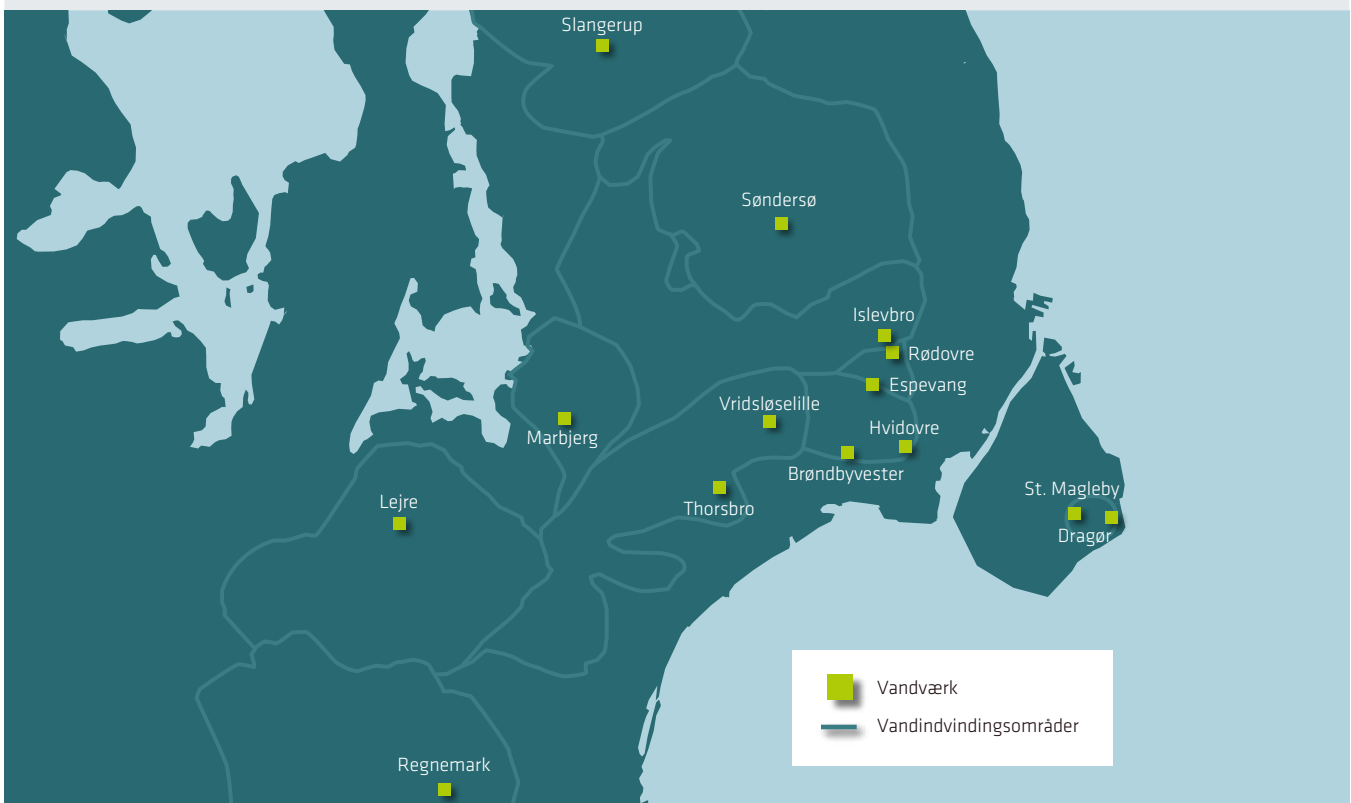 Slangerup
Søndersø
Islevbro
Rødovre
Espevang
Vridsløselille
Hvidovre
Marbjerg
Brøndbyvester
Lejre
St. Magleby
Thorsbro
Dragør
Vandværk
Vandindvindingsområder
Regnemark